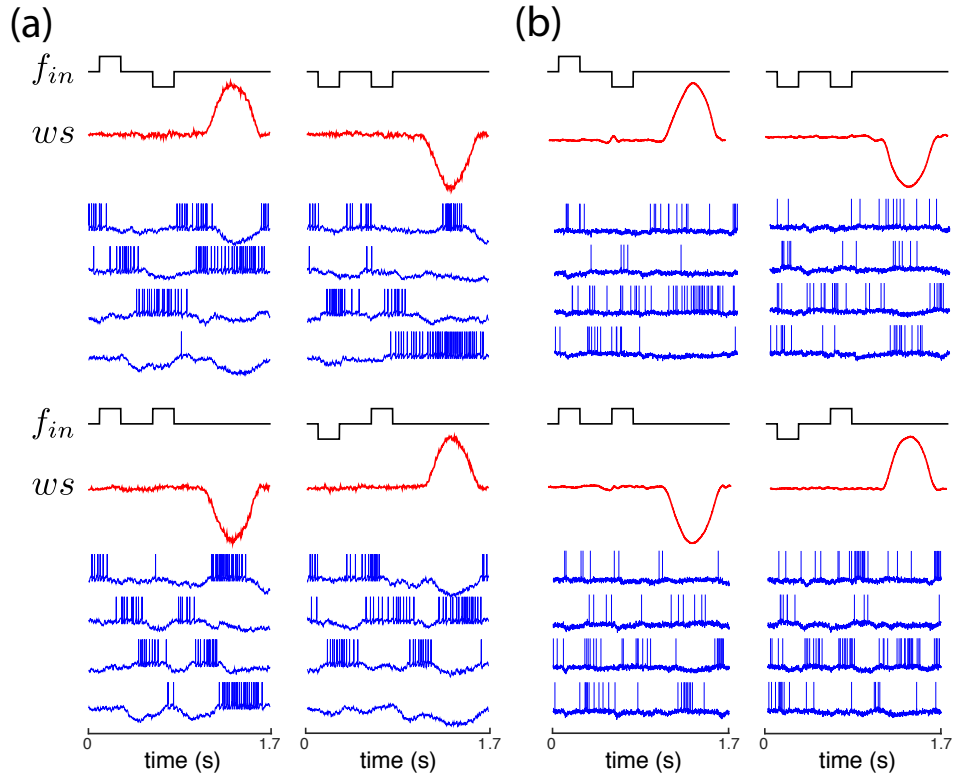 (a) (b)
f_in
ws
f_in
ws
0 1.7 0 1.7 0 1.7 0 1.7
time (s) time (s) time (s) time (s)